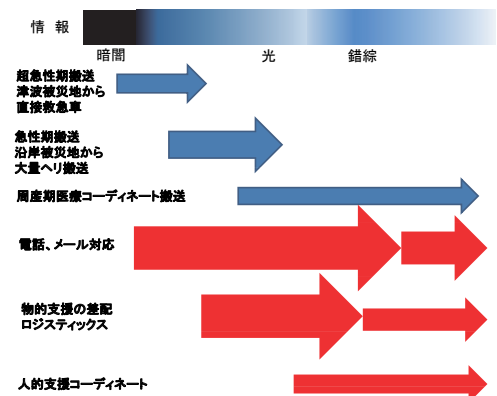 情 報
暗闇 光 錯綜
超急性期搬送
津波被災地から
直接救急車
急性期搬送
沿岸被災地から
大量ヘリ搬送
周産期医療コーディネート搬送
電話、メール対応
物的支援の差配
ロジスティックス
人的支援コーディネート